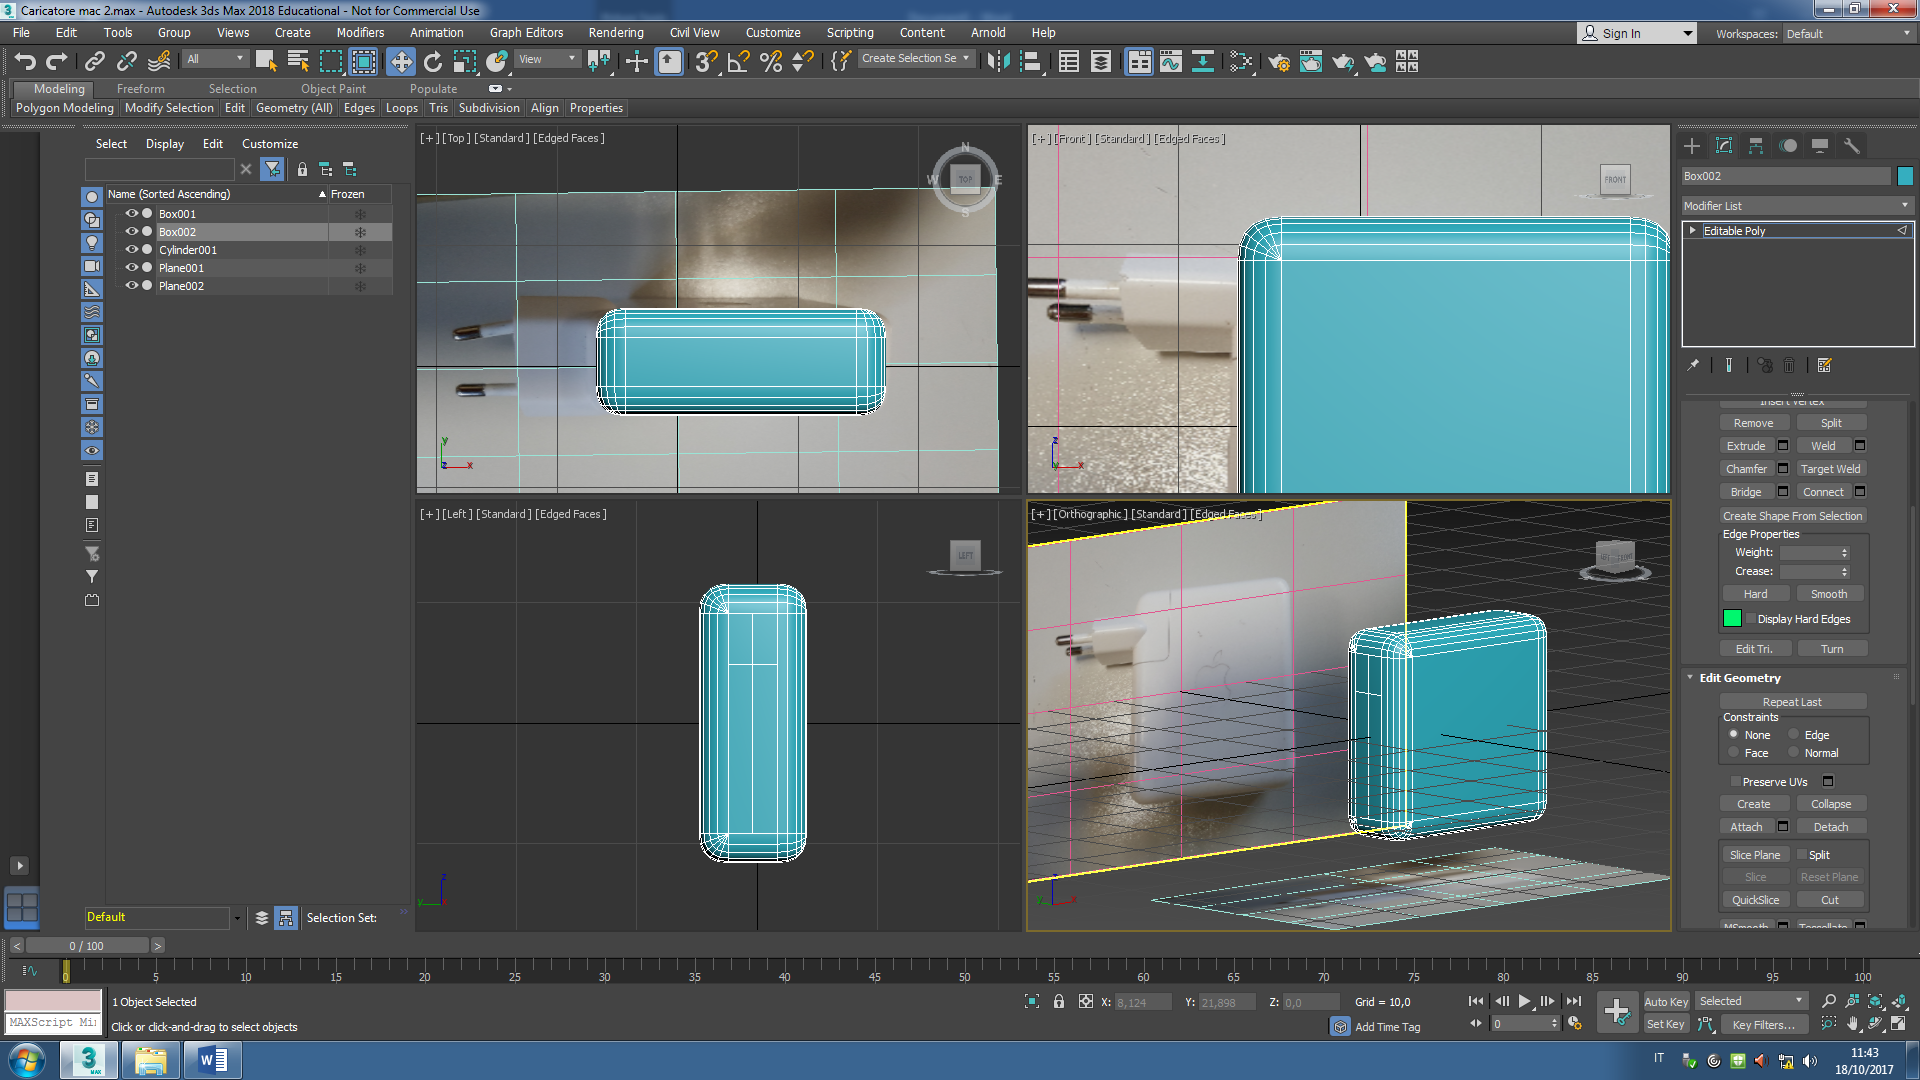 Caricatore mac 2.max - Autodesk 3ds Max 2018 Educational - Not for Commercial Use
File Edit Tools Group Views Create Modifiers Animation Graph Editors Rendering Civil View Customize Scripting Content Arnold Help
Sign In Workspaces: Default
All View Create Selection Se
Modeling Freeform Selection Object Paint Populate
Polygon Modeling Modify Selection Edit Geometry (All) Edges Loops Tris Subdivision Align Properties
Select Display Edit Customize
Name (Sorted Ascending) Frozen
Box001
Box002
Cylinder001
Plane001
Plane002
Default Selection Set:
[+] [Top] [Standard] [Edged Faces]
N
W TOP E
S
y
z x
[+] [Front] [Standard] [Edged Faces]
FRONT
z
y x
[+] [Left] [Standard] [Edged Faces]
LEFT
z
y
[+] [Orthographic] [Standard] [Edged Faces]
FRONT
Box002
Modifier List
Editable Poly
Insert Vertex
Remove Split
Extrude Weld
Chamfer Target Weld
Bridge Connect
Create Shape From Selection
Edge Properties
Weight:
Crease:
Hard Smooth
Display Hard Edges
Edit Tri. Turn
Edit Geometry
Repeat Last
Constraints
None Edge
Face Normal
Preserve UVs
Create Collapse
Attach Detach
Slice Plane Split
Slice Reset Plane
QuickSlice Cut
MSmooth Tessellate
< 0 / 100 >
0 5 10 15 20 25 30 35 40 45 50 55 60 65 70 75 80 85 90 95 100
1 Object Selected
X: 8,124 Y: 21,898 Z: 0,0 Grid = 10,0
Auto Key Selected
MAXScript Mi
Click or click-and-drag to select objects
Add Time Tag
0
Set Key Key Filters...
3 MAX
W
IT
11:43
18/10/2017